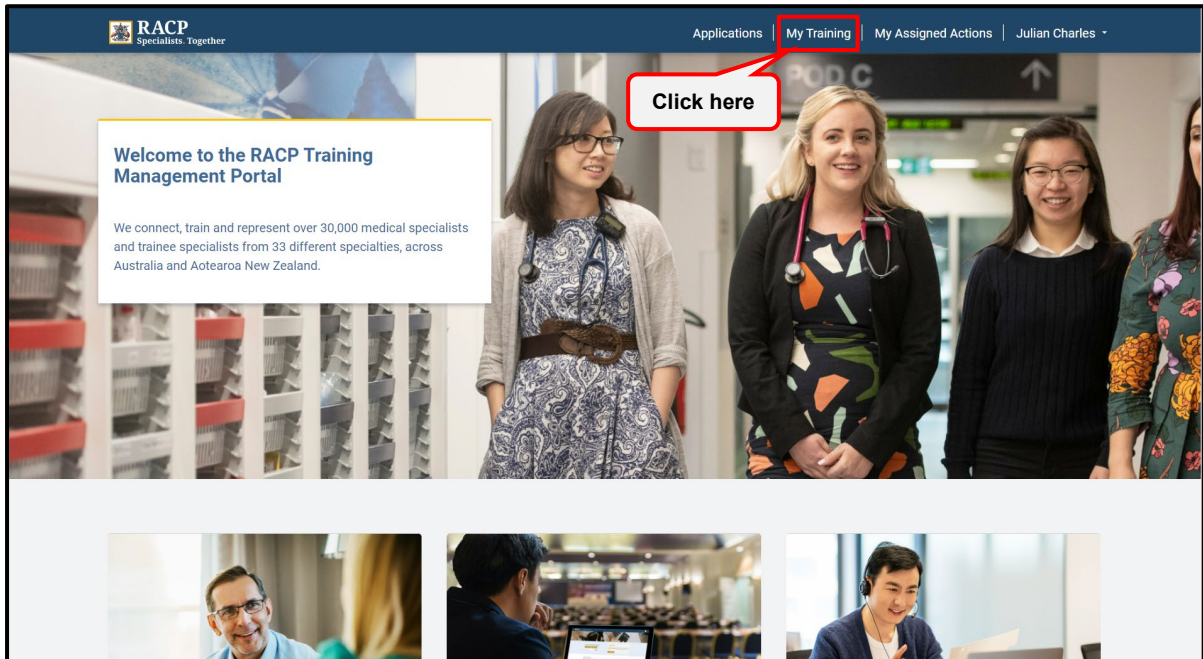 RACP
Specialists. Together
Applications
My Training
My Assigned Actions
Julian Charles
Click here
POD C
Welcome to the RACP Training
Management Portal
We connect, train and represent over 30,000 medical specialists
and trainee specialists from 33 different specialties, across
Australia and Aotearoa New Zealand.